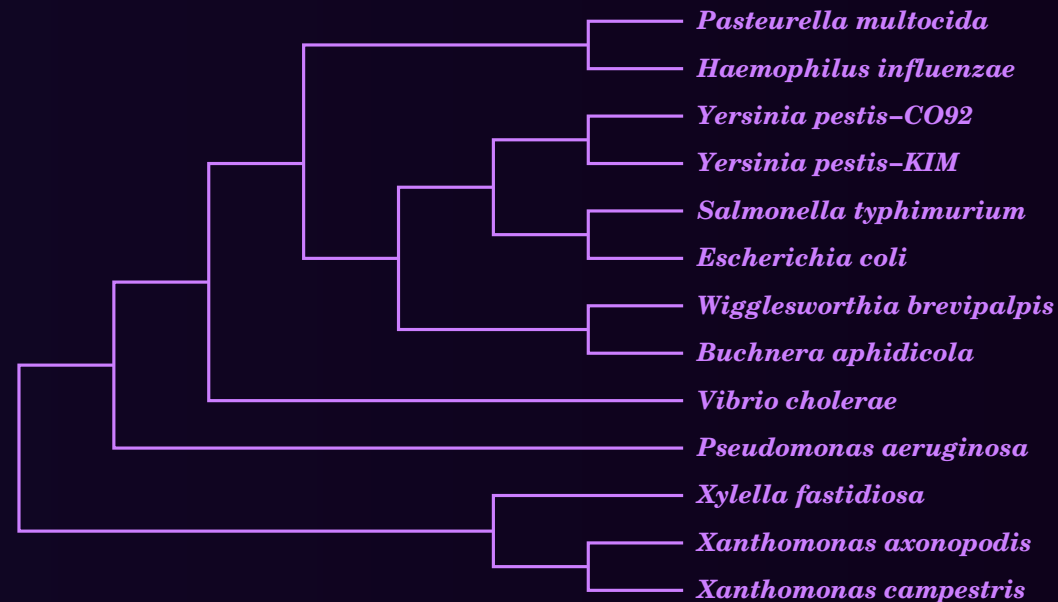 Pasteurella multocida
Haemophilus influenzae
Yersinia pestis–CO92
Yersinia pestis–KIM
Salmonella typhimurium
Escherichia coli
Wigglesworthia brevipalpis
Buchnera aphidicola
Vibrio cholerae
Pseudomonas aeruginosa
Xylella fastidiosa
Xanthomonas axonopodis
Xanthomonas campestris